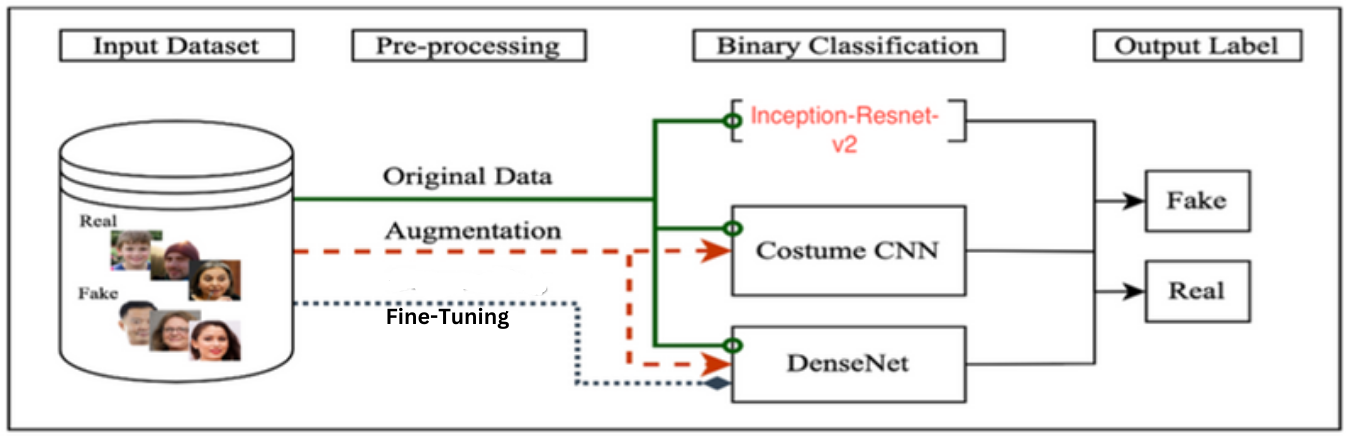 Input Dataset
Pre-processing
Binary Classification
Output Label
Inception-Resnet-
v2
Original Data
Augmentation
Fine-Tuning
Real
Fake
Costume CNN
DenseNet
Fake
Real